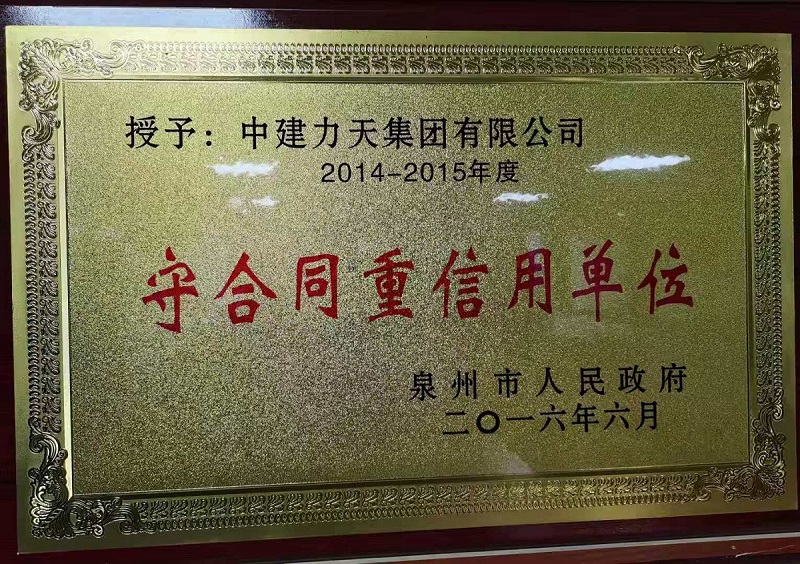 授予：中建力天集团有限公司
2014-2015年度
守合同重信用单位
泉州市人民政府
二〇一六年六月